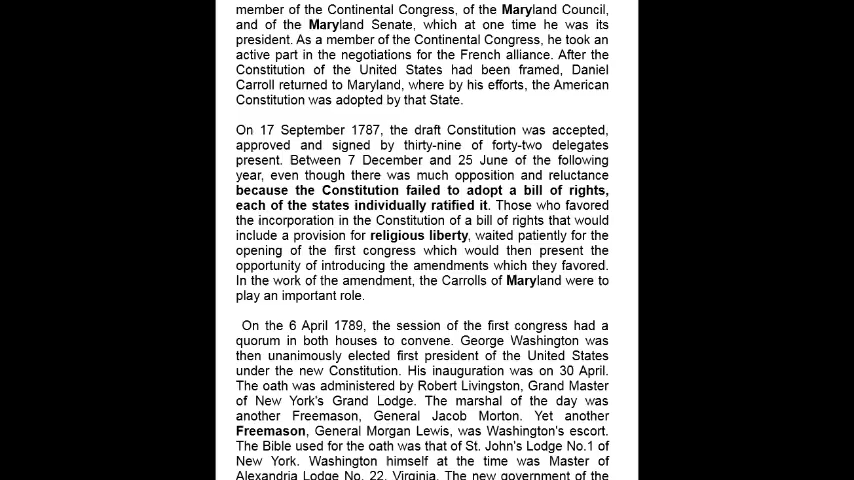 member of the Continental Congress, of the Maryland Council,
and of the Maryland Senate, which at one time he was its
president. As a member of the Continental Congress, he took an
active part in the negotiations for the French alliance. After the
Constitution of the United States had been framed, Daniel
Carroll returned to Maryland, where by his efforts, the American
Constitution was adopted by that State.
On 17 September 1787, the draft Constitution was accepted,
approved and signed by thirty-nine of forty-two delegates
present. Between 7 December and 25 June of the following
year, even though there was much opposition and reluctance
because the Constitution failed to adopt a bill of rights,
each of the states individually ratified it. Those who favored
the incorporation in the Constitution of a bill of rights that would
include a provision for religious liberty, waited patiently for the
opening of the first congress which would then present the
opportunity of introducing the amendments which they favored.
In the work of the amendment, the Carrolls of Maryland were to
play an important role.
On the 6 April 1789, the session of the first congress had a
quorum in both houses to convene. George Washington was
then unanimously elected first president of the United States
under the new Constitution. His inauguration was on 30 April.
The oath was administered by Robert Livingston, Grand Master
of New York's Grand Lodge. The marshal of the day was
another Freemason, General Jacob Morton. Yet another
Freemason, General Morgan Lewis, was Washington's escort.
The Bible used for the oath was that of St. John's Lodge No.1 of
New York. Washington himself at the time was Master of
Alexandria Lodge No. 22, Virginia. The new government of the